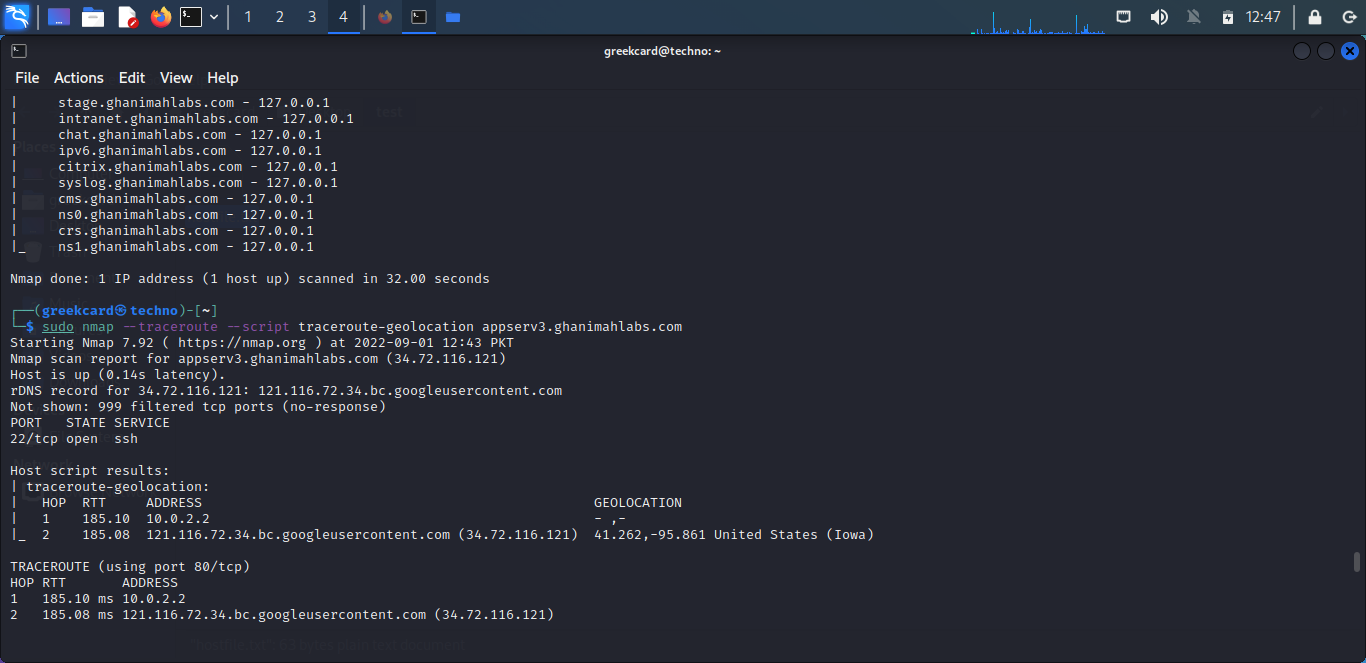 1 2 3 4 12:47
greekcard@techno: ~
File Actions Edit View Help
| stage.ghanimahlabs.com - 127.0.0.1
| intranet.ghanimahlabs.com - 127.0.0.1
| chat.ghanimahlabs.com - 127.0.0.1
| ipv6.ghanimahlabs.com - 127.0.0.1
| citrix.ghanimahlabs.com - 127.0.0.1
| syslog.ghanimahlabs.com - 127.0.0.1
| cms.ghanimahlabs.com - 127.0.0.1
| ns0.ghanimahlabs.com - 127.0.0.1
| crs.ghanimahlabs.com - 127.0.0.1
|_ ns1.ghanimahlabs.com - 127.0.0.1
Nmap done: 1 IP address (1 host up) scanned in 32.00 seconds
┌──(greekcard㉿techno)-[~]
└─$ sudo nmap --traceroute --script traceroute-geolocation appserv3.ghanimahlabs.com
Starting Nmap 7.92 ( https://nmap.org ) at 2022-09-01 12:43 PKT
Nmap scan report for appserv3.ghanimahlabs.com (34.72.116.121)
Host is up (0.14s latency).
rDNS record for 34.72.116.121: 121.116.72.34.bc.googleusercontent.com
Not shown: 999 filtered tcp ports (no-response)
PORT STATE SERVICE
22/tcp open ssh
Host script results:
| traceroute-geolocation:
| HOP RTT ADDRESS GEOLOCATION
| 1 185.10 10.0.2.2 - ,-
|_ 2 185.08 121.116.72.34.bc.googleusercontent.com (34.72.116.121) 41.262,-95.861 United States (Iowa)
TRACEROUTE (using port 80/tcp)
HOP RTT ADDRESS
1 185.10 ms 10.0.2.2
2 185.08 ms 121.116.72.34.bc.googleusercontent.com (34.72.116.121)